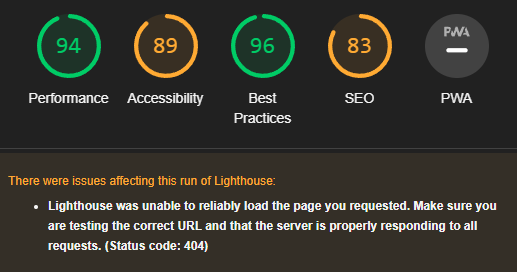 94 89 96 83 PWA
Performance Accessibility Best SEO PWA
Practices
There were issues affecting this run of Lighthouse:
• Lighthouse was unable to reliably load the page you requested. Make sure you
are testing the correct URL and that the server is properly responding to all
requests. (Status code: 404)